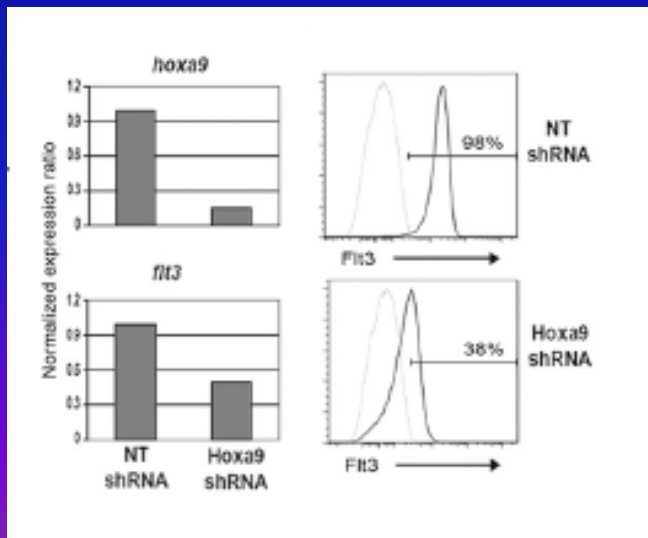 hoxa9
1.2
0.9
0.6
0.3
0
98%
NT
shRNA
Flt3
Normalized expression ratio
flt3
1.2
0.9
0.6
0.3
0
38%
Hoxa9
shRNA
Flt3
NT
shRNA
Hoxa9
shRNA